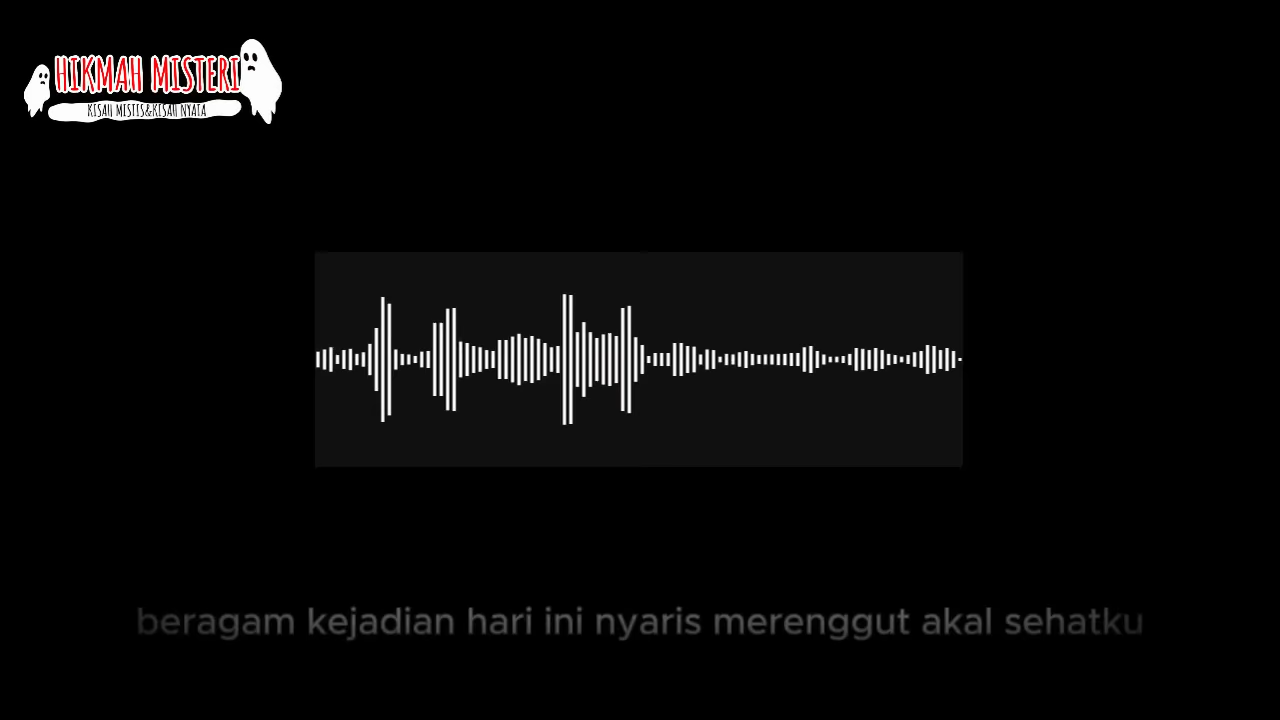 HIKMAH MISTERI
KISAH MISTIS&KISAH NYATA
beragam kejadian hari ini nyaris merenggut akal sehatku